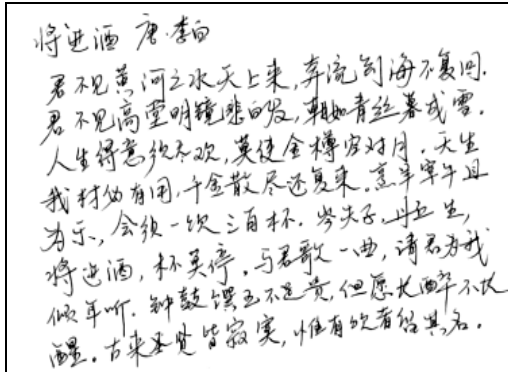 将进酒 唐·李白
君不见黄河之水天上来,奔流到海不复回.
君不见高堂明镜悲白发,朝如青丝暮成雪.
人生得意须尽欢,莫使金樽空对月.天生
我材必有用,千金散尽还复来.烹羊宰牛且
为乐,会须一饮三百杯.岑夫子,丹丘生,
将进酒,杯莫停.与君歌一曲,请君为我
倾耳听.钟鼓馔玉不足贵,但愿长醉不长
醒.古来圣贤皆寂寞,惟有饮者留其名.